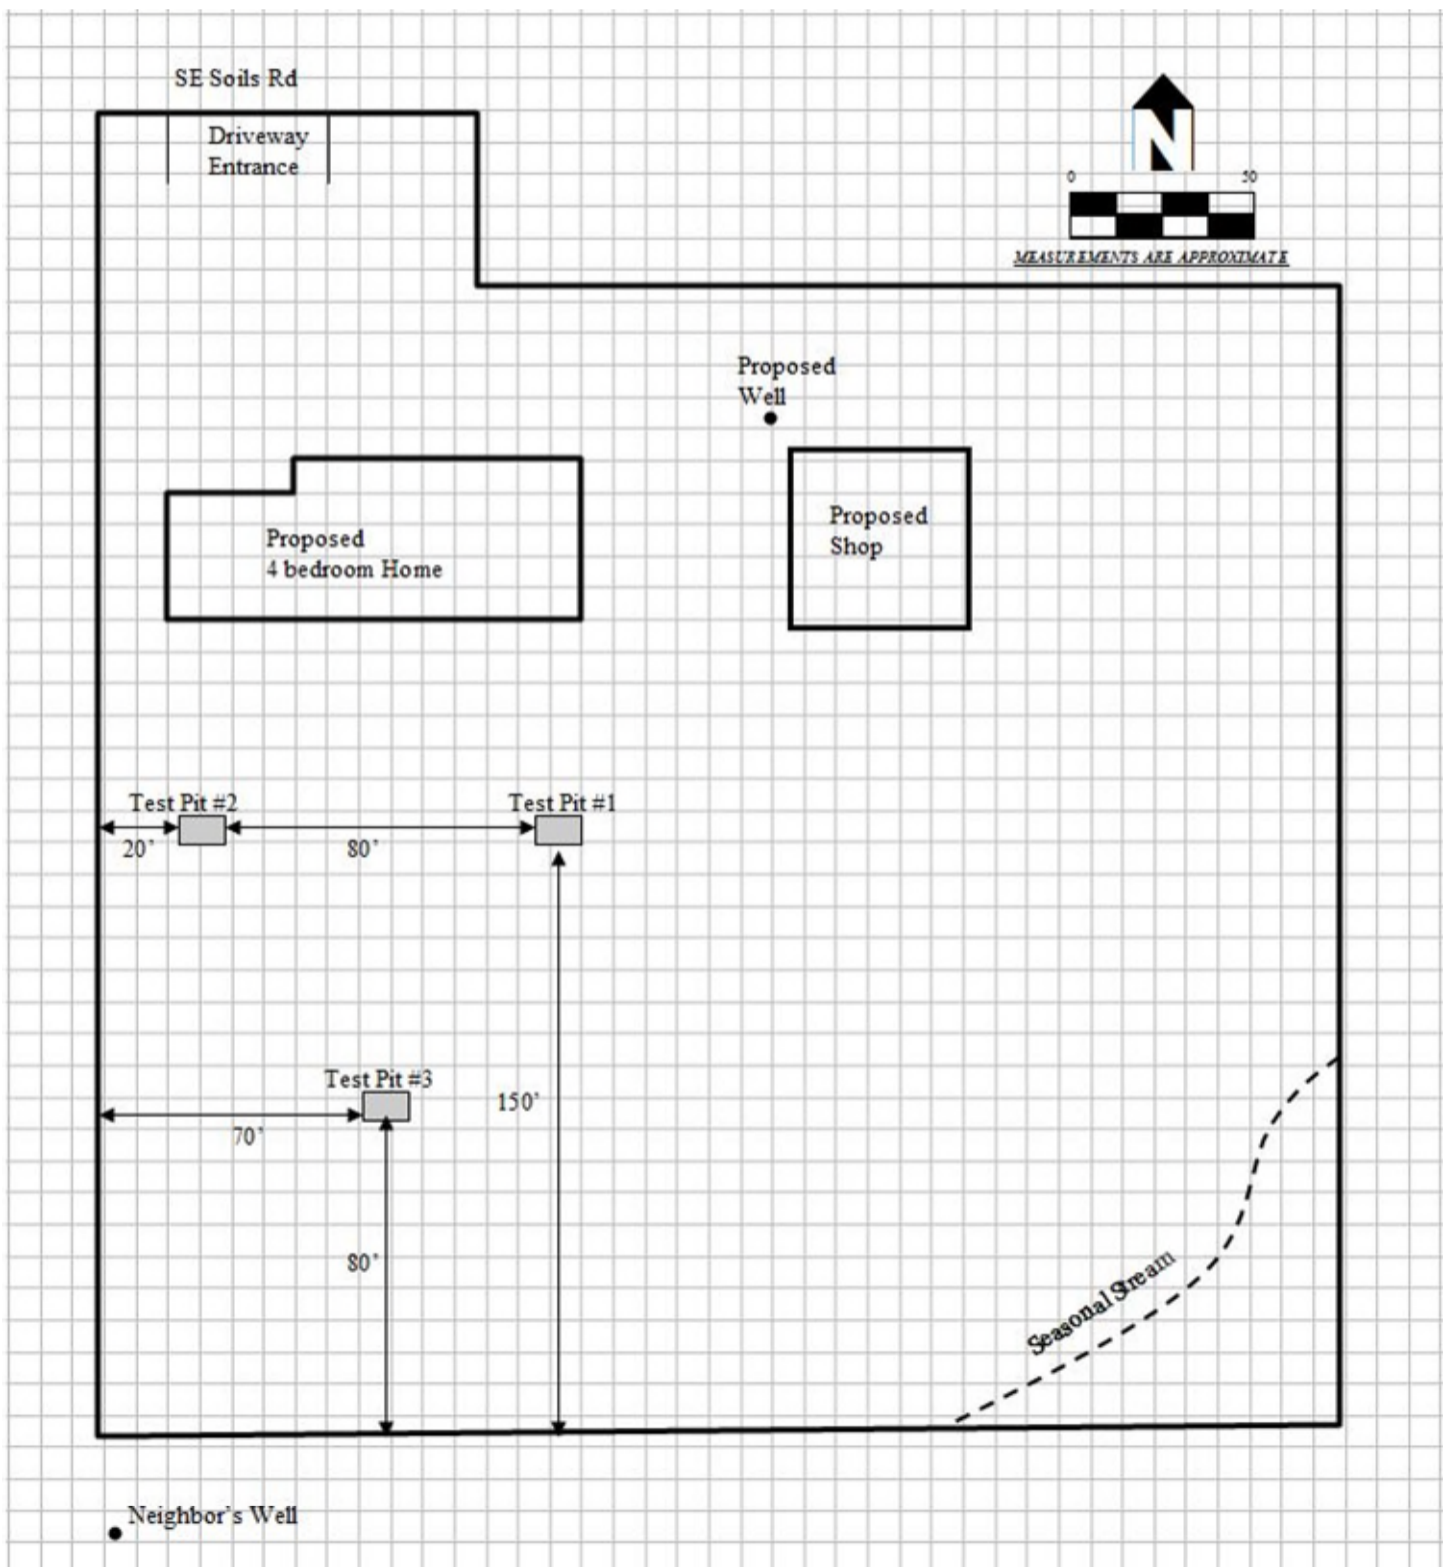 SE Soils Rd
Driveway
Entrance
N
0 50
MEASUREMENTS ARE APPROXIMATE
Proposed
Well
Proposed
4 bedroom Home
Proposed
Shop
Test Pit #2
Test Pit #1
20’
80’
Test Pit #3
150’
70’
80’
Seasonal Stream
Neighbor’s Well